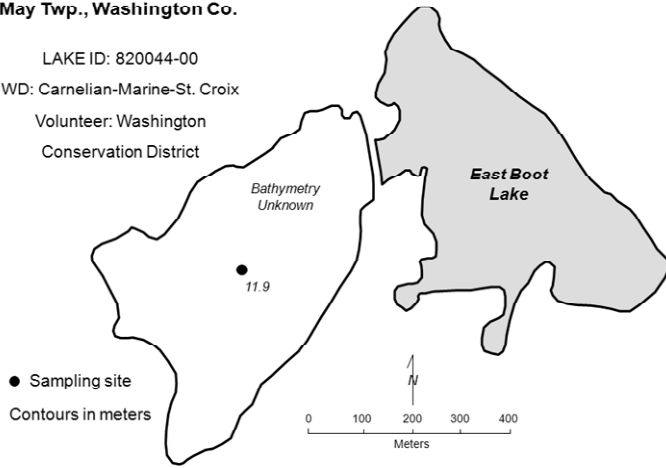 May Twp., Washington Co.
LAKE ID: 820044-00
WD: Carnelian-Marine-St. Croix
Volunteer: Washington
Conservation District
Bathymetry
Unknown
East Boot
Lake
11.9
Sampling site
Contours in meters
N
0 100 200 300 400
Meters